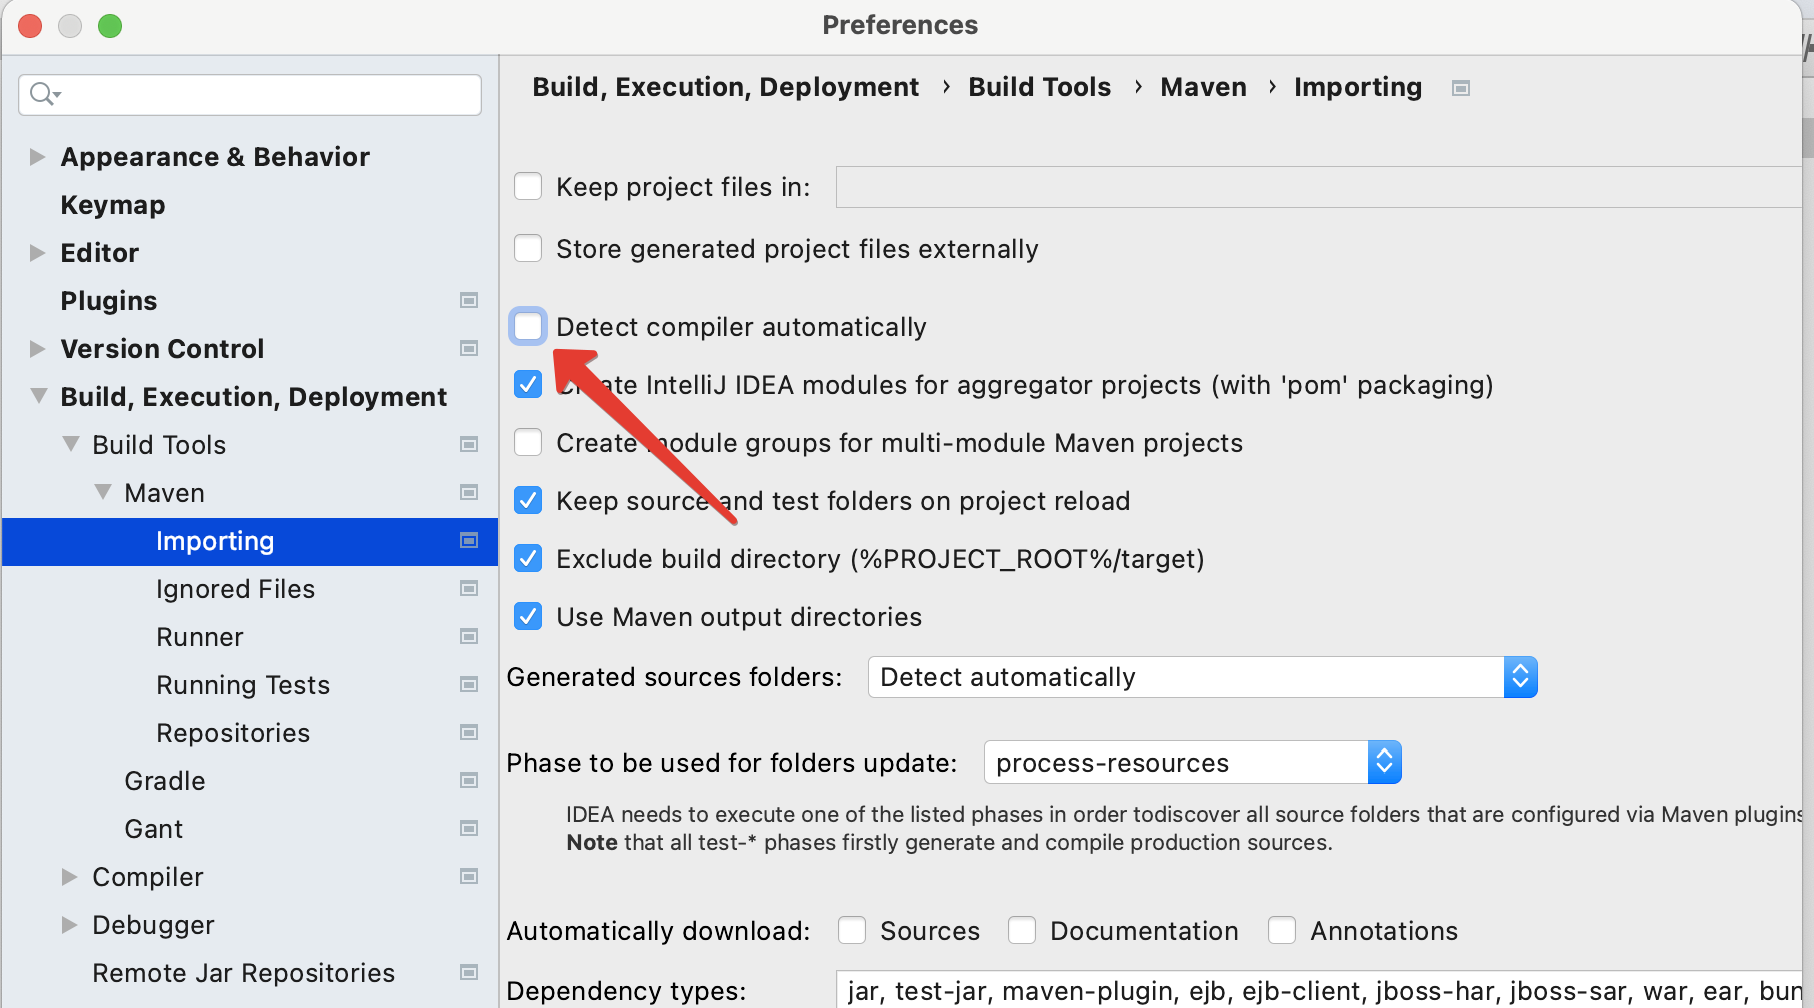 Preferences
Build, Execution, Deployment › Build Tools › Maven › Importing
Appearance & Behavior
Keymap
Editor
Plugins
Version Control
Build, Execution, Deployment
Build Tools
Maven
Importing
Ignored Files
Runner
Running Tests
Repositories
Gradle
Gant
Compiler
Debugger
Remote Jar Repositories
Keep project files in:
Store generated project files externally
Detect compiler automatically
Create IntelliJ IDEA modules for aggregator projects (with 'pom' packaging)
Create module groups for multi-module Maven projects
Keep source and test folders on project reload
Exclude build directory (%PROJECT_ROOT%/target)
Use Maven output directories
Generated sources folders: Detect automatically
Phase to be used for folders update: process-resources
IDEA needs to execute one of the listed phases in order todiscover all source folders that are configured via Maven plugins
Note that all test-* phases firstly generate and compile production sources.
Automatically download: Sources Documentation Annotations
Dependency types: jar, test-jar, maven-plugin, ejb, ejb-client, jboss-har, jboss-sar, war, ear, bun